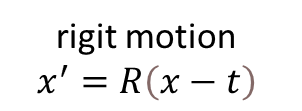 rigit motion
x′ = R(x − t)